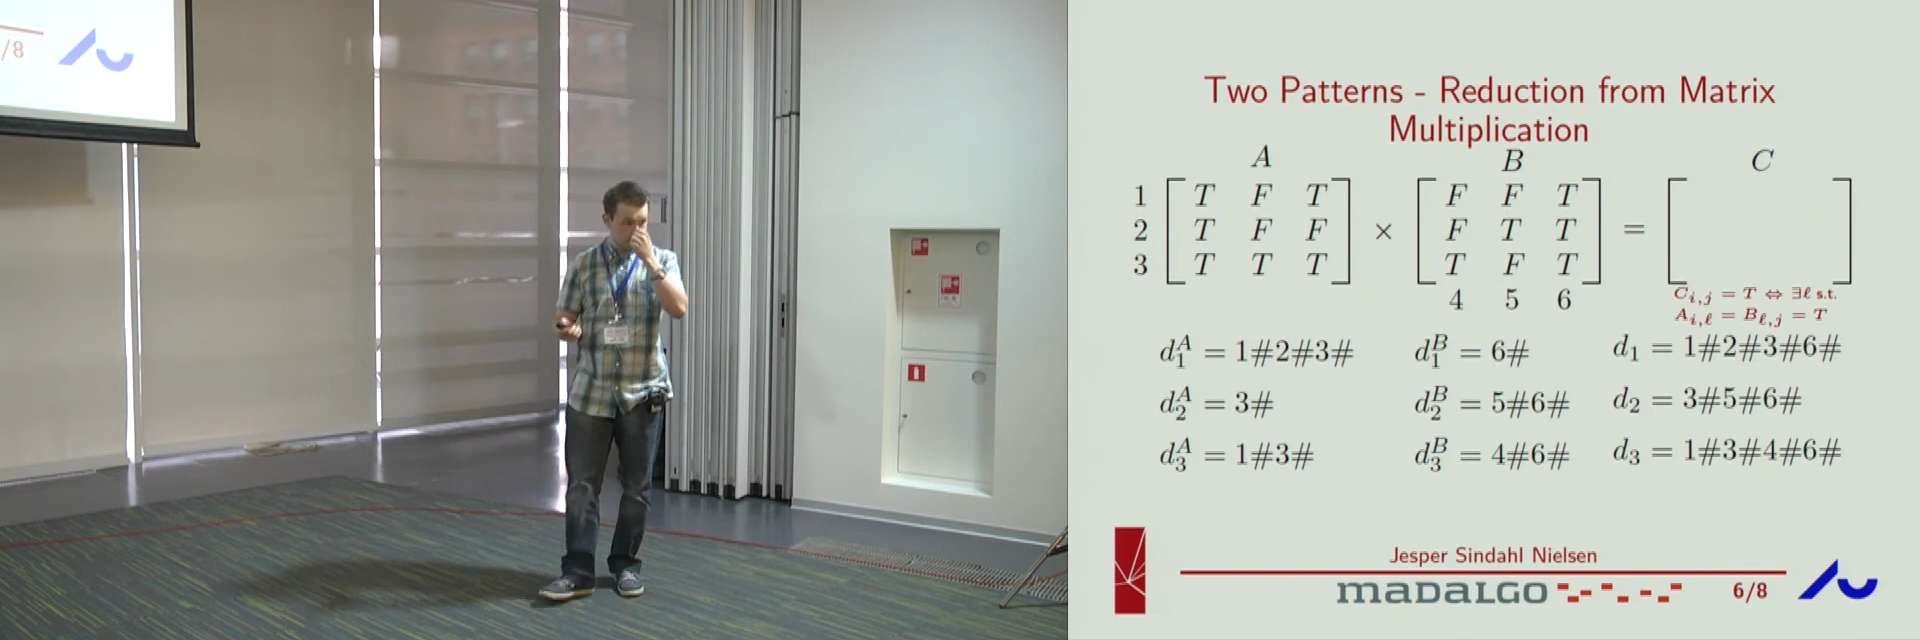 /8
Two Patterns - Reduction from Matrix
Multiplication
A B C
1 T F T F F T
2 T F F × F T T =
3 T T T T F T
4 5 6
C_{i,j} = T ⇔ ∃ℓ s.t.
A_{i,ℓ} = B_{ℓ,j} = T
d_1^A = 1#2#3# d_1^B = 6# d_1 = 1#2#3#6#
d_2^A = 3# d_2^B = 5#6# d_2 = 3#5#6#
d_3^A = 1#3# d_3^B = 4#6# d_3 = 1#3#4#6#
Jesper Sindahl Nielsen
maDaLGO
6/8